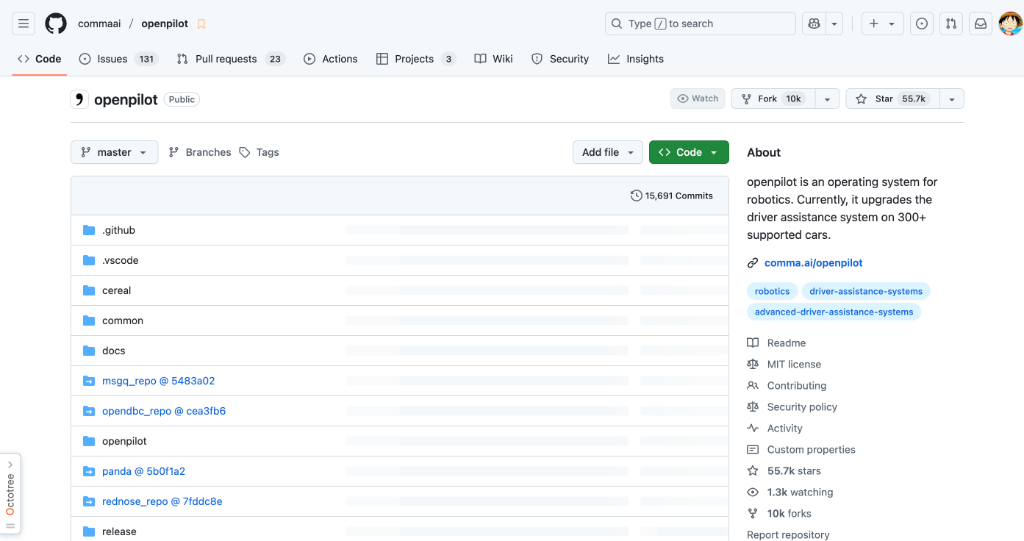 commaai / openpilot
Type / to search
Code
Issues 131
Pull requests 23
Actions
Projects 3
Wiki
Security
Insights
openpilot Public
Watch
Fork 10k
Star 55.7k
master
Branches
Tags
Add file
Code
About
15,691 Commits
openpilot is an operating system for
robotics. Currently, it upgrades the
driver assistance system on 300+
supported cars.
comma.ai/openpilot
robotics
driver-assistance-systems
advanced-driver-assistance-systems
Readme
MIT license
Contributing
Security policy
Activity
Custom properties
55.7k stars
1.3k watching
10k forks
Report repository
.github
.vscode
cereal
common
docs
msgq_repo @ 5483a02
opendbc_repo @ cea3fb6
openpilot
panda @ 5b0f1a2
rednose_repo @ 7fddc8e
release
Octotree